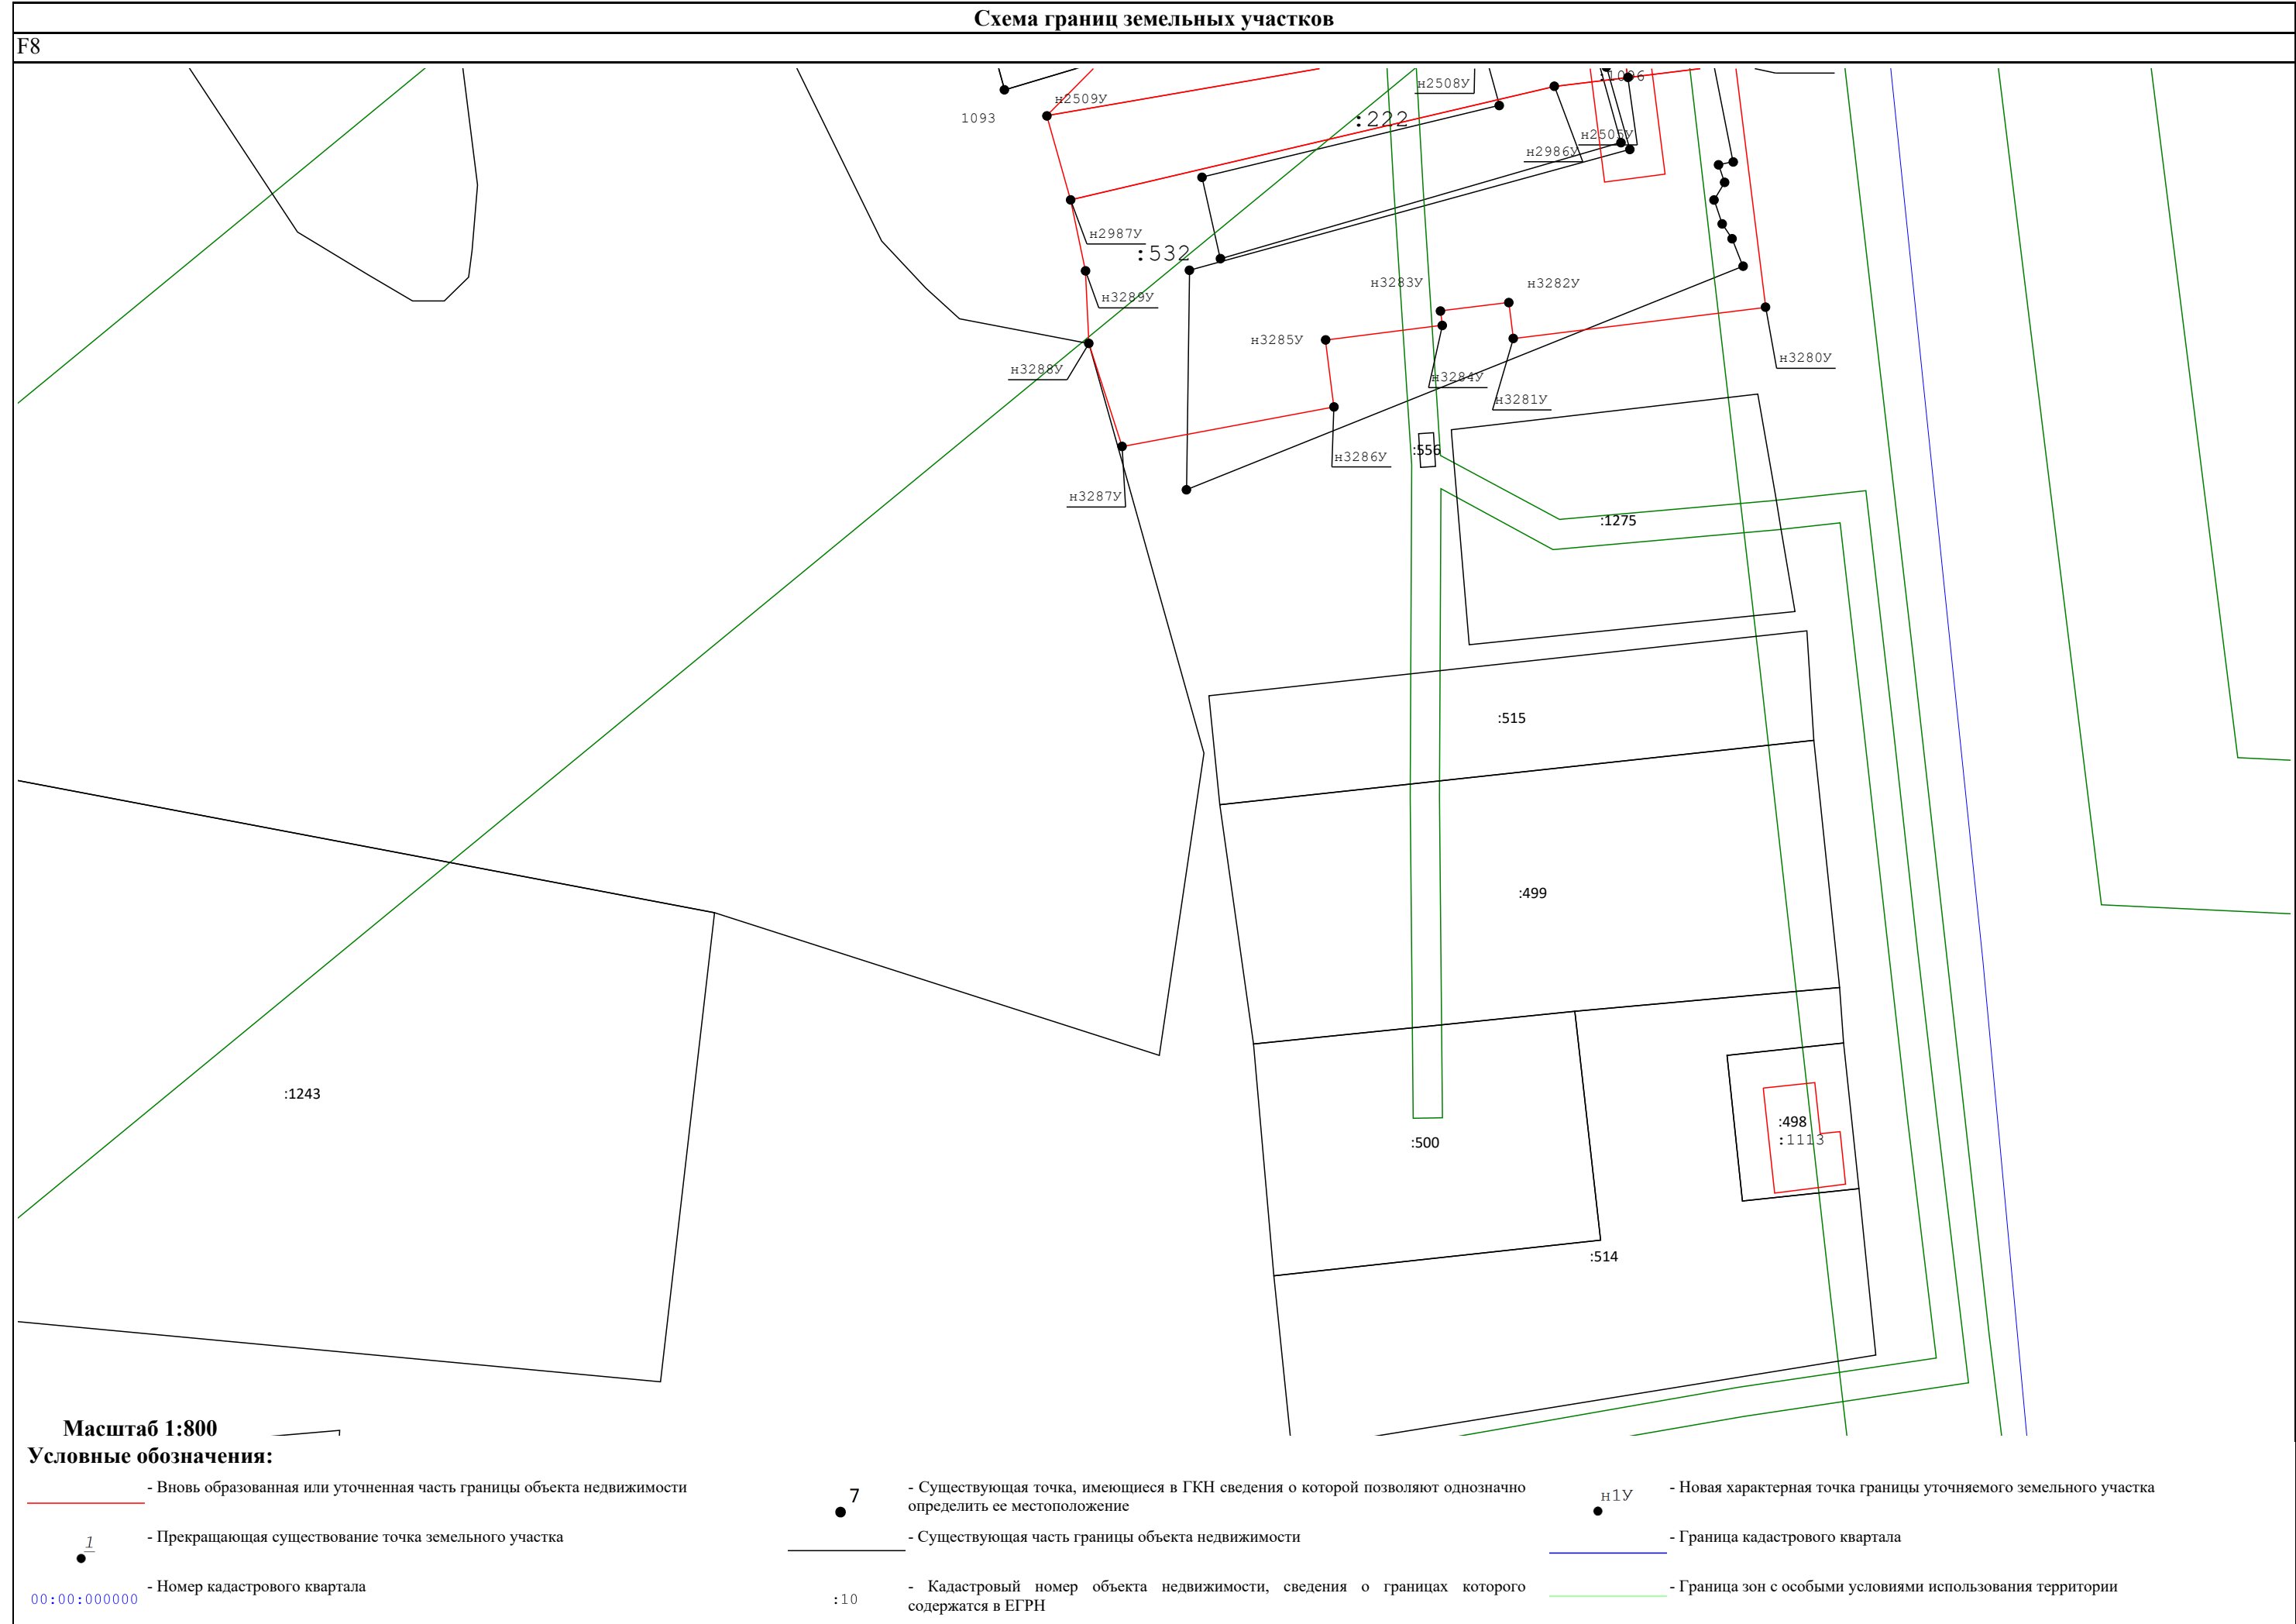 Схема границ земельных участков
F8
:1096
н2508У
н2509У
1093
:222
н2505У
н2986У
н2987У
:532
н3283У
н3282У
н3289У
н3285У
н3280У
н3288У
н3284У
н3281У
:556
н3286У
н3287У
:1275
:515
:499
:1243
:498
:1113
:500
:514
Масштаб 1:800
Условные обозначения:
- Вновь образованная или уточненная часть границы объекта недвижимости
7
- Существующая точка, имеющиеся в ГКН сведения о которой позволяют однозначно
определить ее местоположение
н1У
- Новая характерная точка границы уточняемого земельного участка
1
- Прекращающая существование точка земельного участка
- Существующая часть границы объекта недвижимости
- Граница кадастрового квартала
00:00:000000
- Номер кадастрового квартала
:10
- Кадастровый номер объекта недвижимости, сведения о границах которого
содержатся в ЕГРН
- Граница зон с особыми условиями использования территории